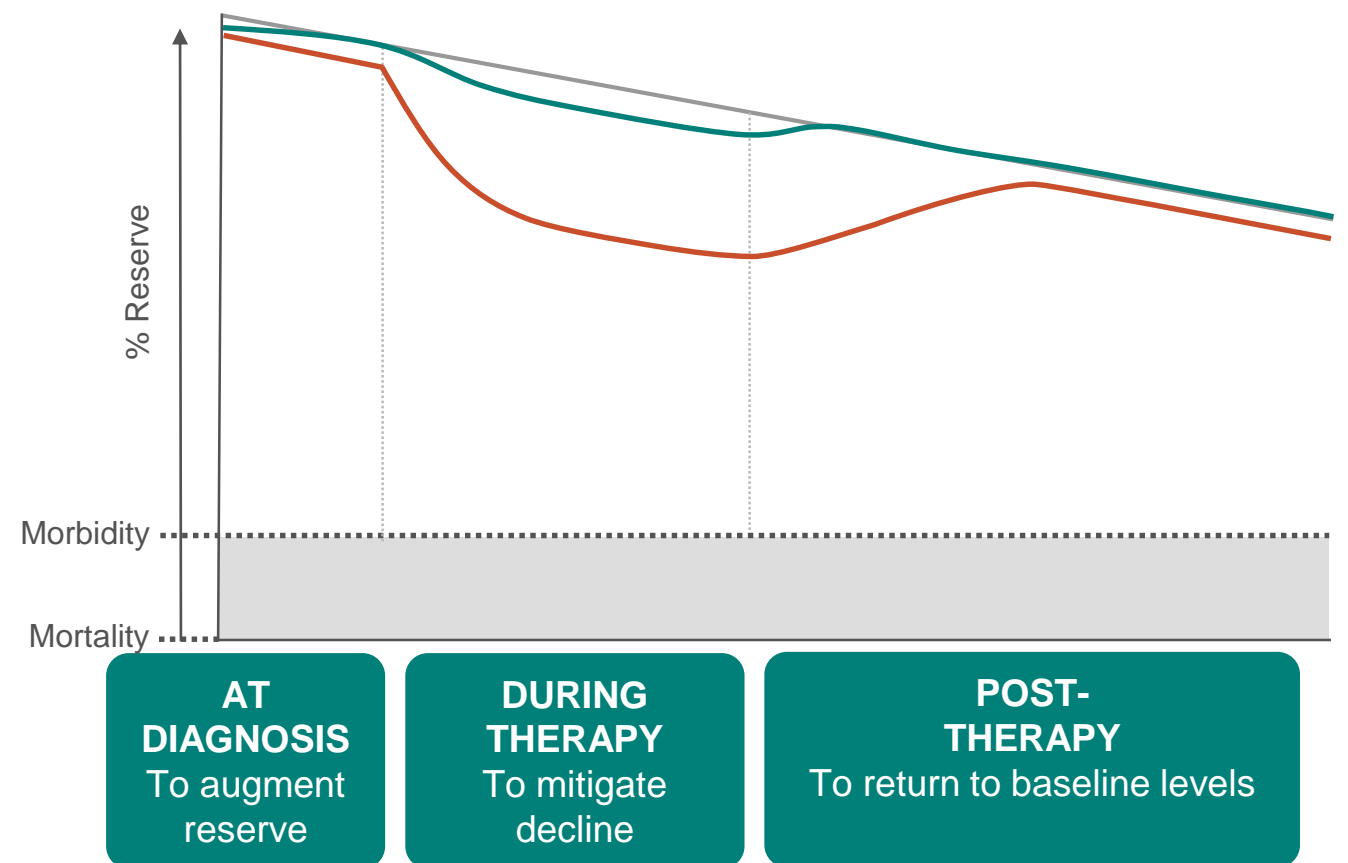 % Reserve
Morbidity
Mortality
AT
DIAGNOSIS
To augment
reserve
DURING
THERAPY
To mitigate
decline
POST-
THERAPY
To return to baseline levels